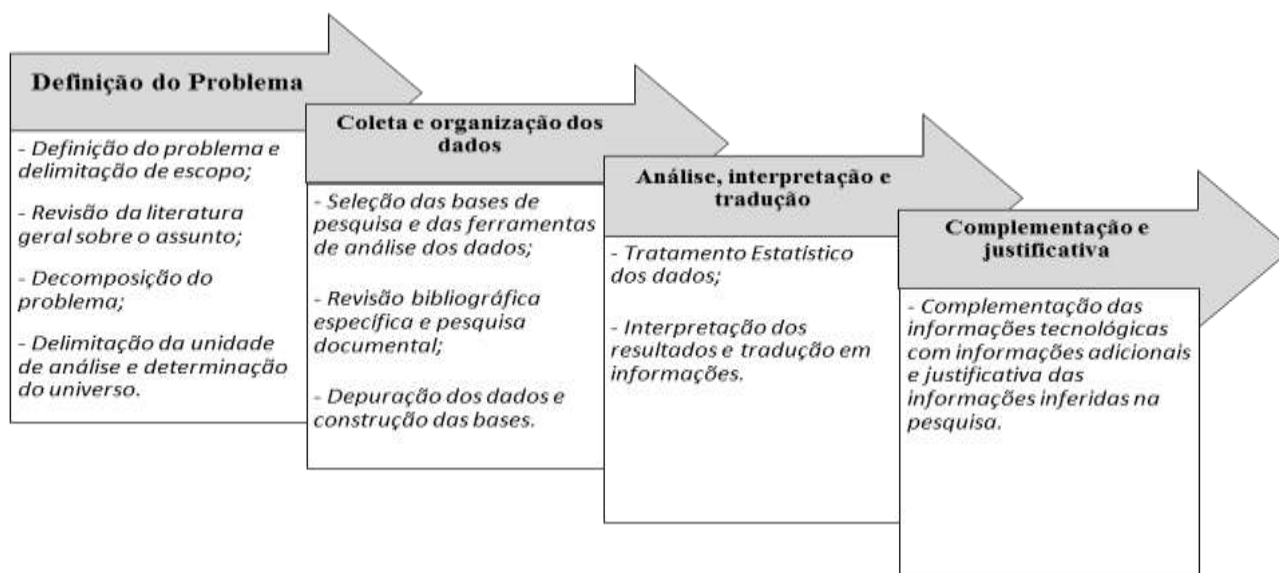 Definição do Problema
- Definição do problema e
delimitação de escopo;
- Revisão da literatura
geral sobre o assunto;
- Decomposição do
problema;
- Delimitação da unidade
de análise e determinação
do universo.
Coleta e organização dos
dados
- Seleção das bases de
pesquisa e das ferramentas
de análise dos dados;
- Revisão bibliográfica
específica e pesquisa
documental;
- Depuração dos dados e
construção das bases.
Análise, interpretação e
tradução
- Tratamento Estatístico
dos dados;
- Interpretação dos
resultados e tradução em
informações.
Complementação e
justificativa
- Complementação das
informações tecnológicas
com informações adicionais
e justificativa das
informações inferidas na
pesquisa.